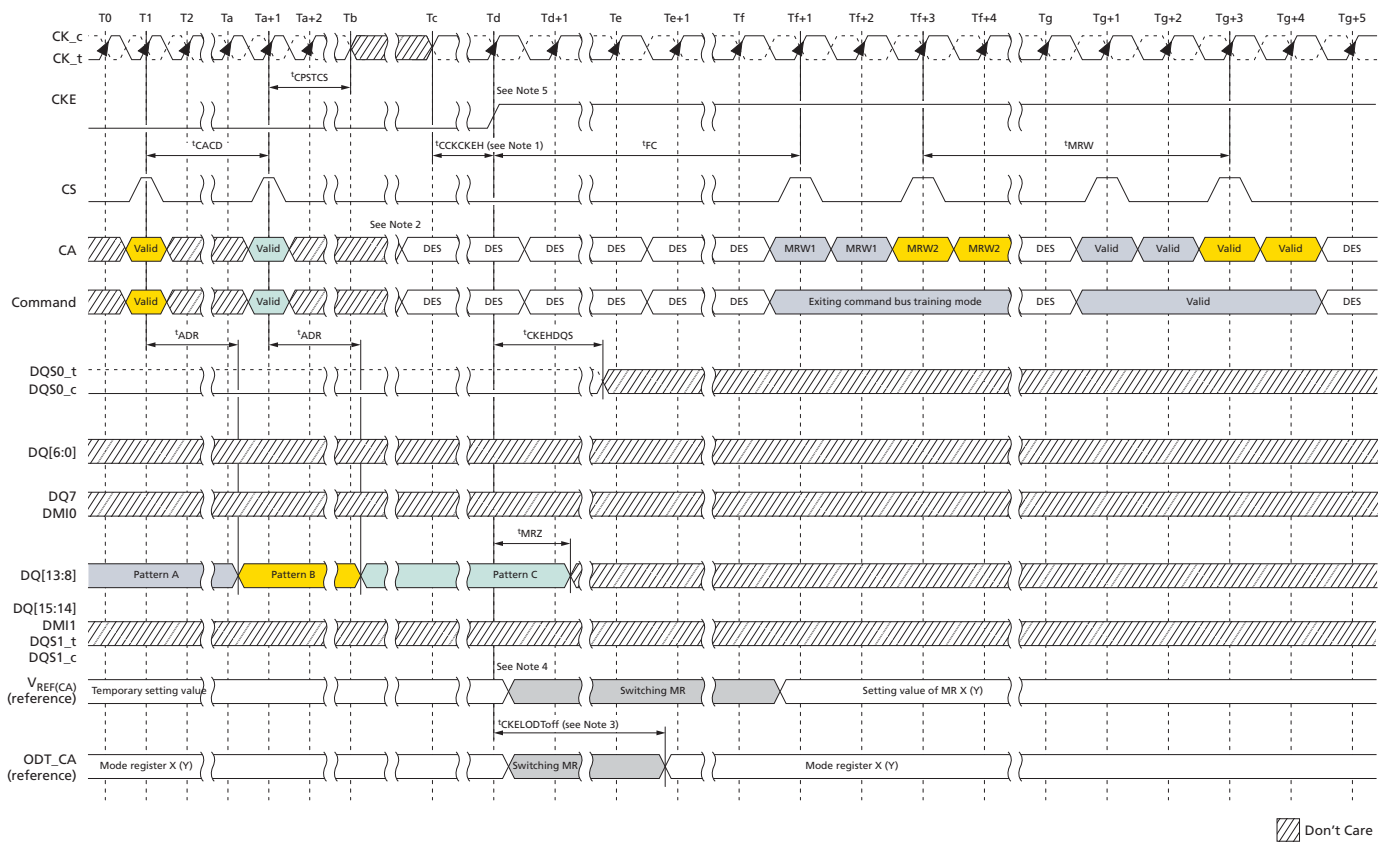 T0 T1 T2 Ta Ta+1 Ta+2 Tb Tc Td Td+1 Te Te+1 Tf Tf+1 Tf+2 Tf+3 Tf+4 Tg Tg+1 Tg+2 Tg+3 Tg+4 Tg+5
CK_c
CK_t
tCPSTCS
CKE
See Note 5
tCACD
tCCKCKEH (see Note 1)
tFC
tMRW
CS
See Note 2
CA
Valid Valid DES DES DES DES DES DES MRW1 MRW1 MRW2 MRW2 DES Valid Valid Valid Valid DES
Command
Valid Valid DES DES DES DES DES DES Exiting command bus training mode DES Valid DES
tADR tADR tCKEHDQS
DQS0_t
DQS0_c
DQ[6:0]
DQ7
DMI0
tMRZ
DQ[13:8]
Pattern A Pattern B Pattern C
DQ[15:14]
DMI1
DQS1_t
DQS1_c
See Note 4
VREF(CA)
(reference)
Temporary setting value Switching MR Setting value of MR X (Y)
tCKELODToff (see Note 3)
ODT_CA
(reference)
Mode register X (Y) Switching MR Mode register X (Y)
Don't Care